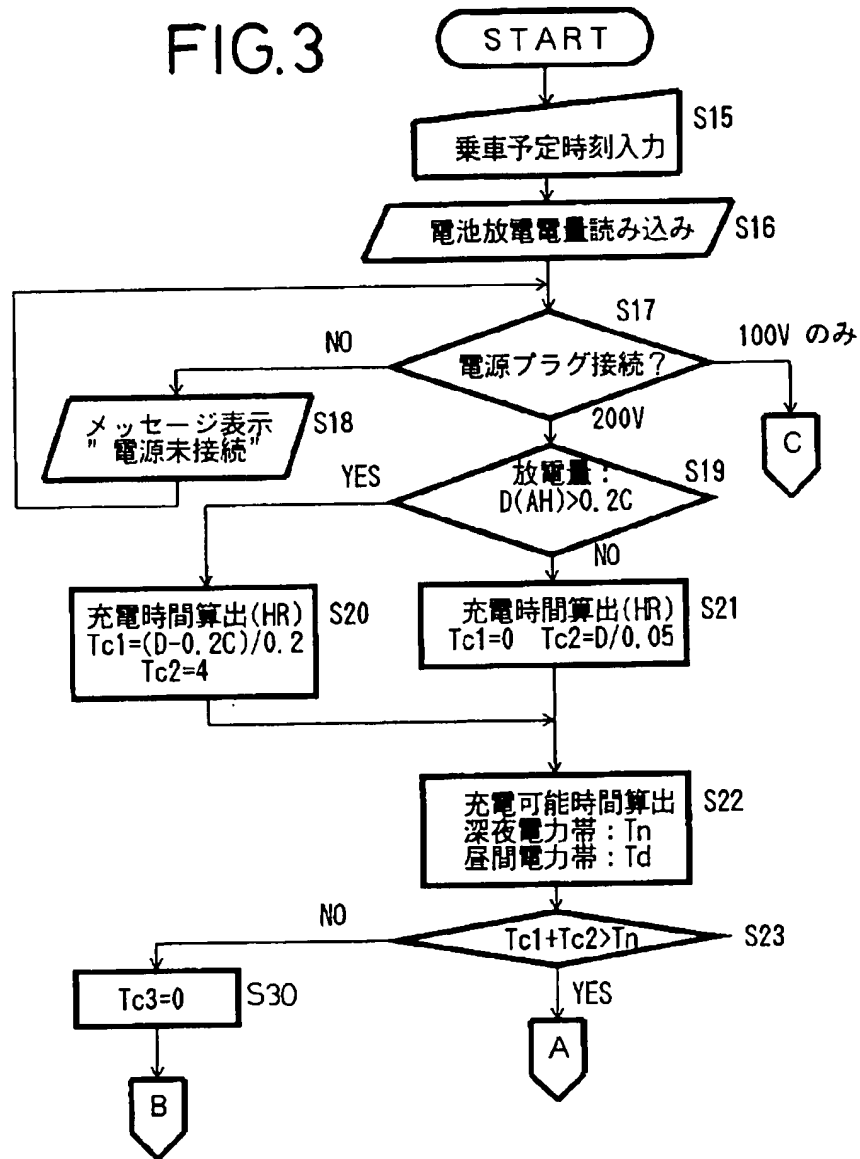 FIG.3
START
乗車予定時刻入力
S15
電池放電電量読み込み
S16
S17
電源プラグ接続？
NO
100V のみ
200V
メッセージ表示
" 電源未接続"
S18
C
放電量：
D(AH)>0.2C
S19
YES
NO
充電時間算出(HR)
Tc1=(D-0.2C)/0.2
Tc2=4
S20
充電時間算出(HR)
Tc1=0 Tc2=D/0.05
S21
充電可能時間算出
深夜電力帯：Tn
昼間電力帯：Td
S22
Tc1+Tc2>Tn
S23
NO
YES
Tc3=0
S30
A
B